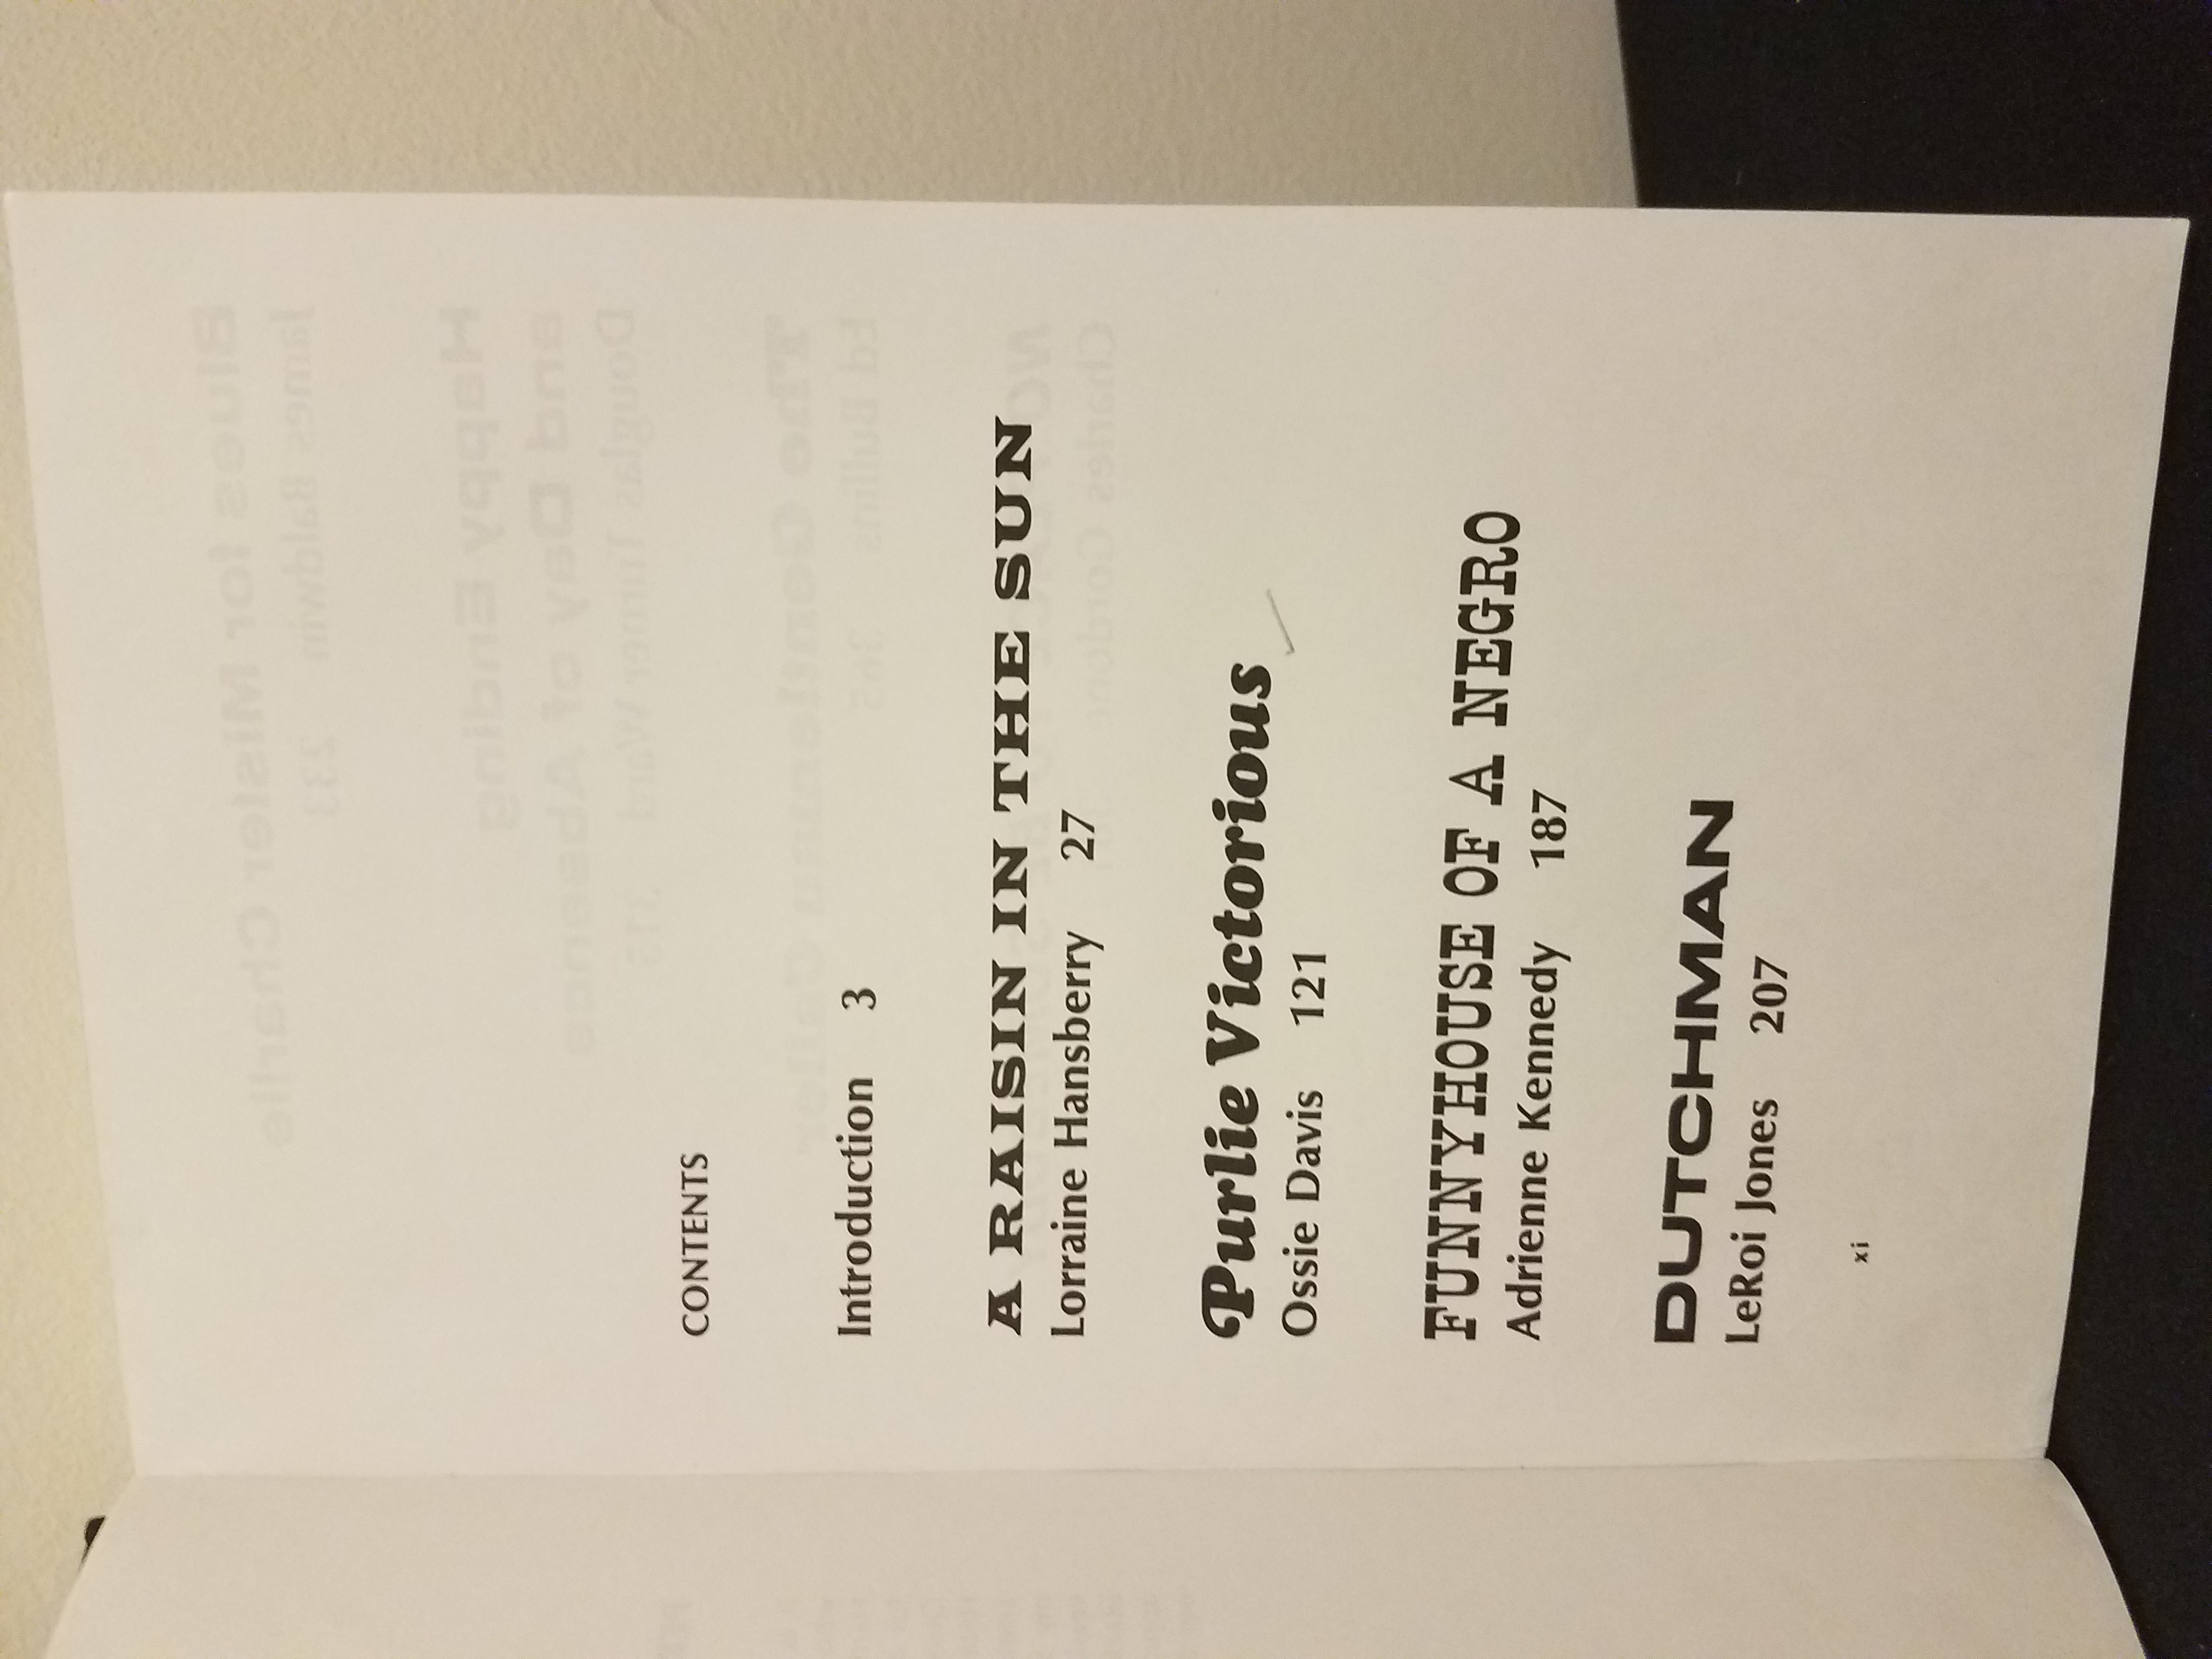 CONTENTS
Introduction 3
A RAISIN IN THE SUN
Lorraine Hansberry 27
Purlie Victorious
Ossie Davis 121
FUNNYHOUSE OF A NEGRO
Adrienne Kennedy 187
DUTCHMAN
LeRoi Jones 207
xi